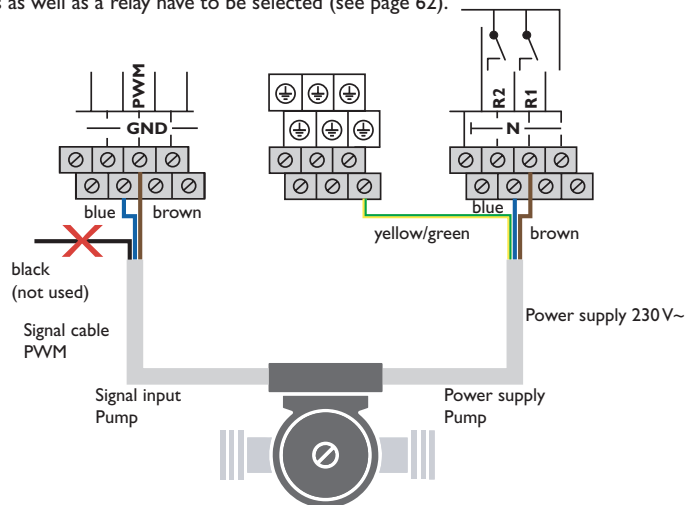 as well as a relay have to be selected (see page 62).
PWM
GND
R2
R1
N
blue
brown
blue
yellow/green
brown
black
(not used)
Signal cable
PWM
Power supply 230 V~
Signal input
Pump
Power supply
Pump